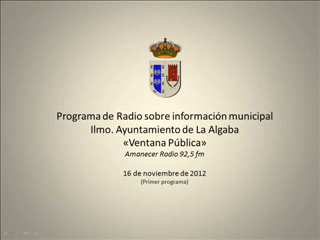 Programa de Radio sobre información municipal
Ilmo. Ayuntamiento de La Algaba
«Ventana Pública»
Amanecer Radio 92,5 fm
16 de noviembre de 2012
(Primer programa)